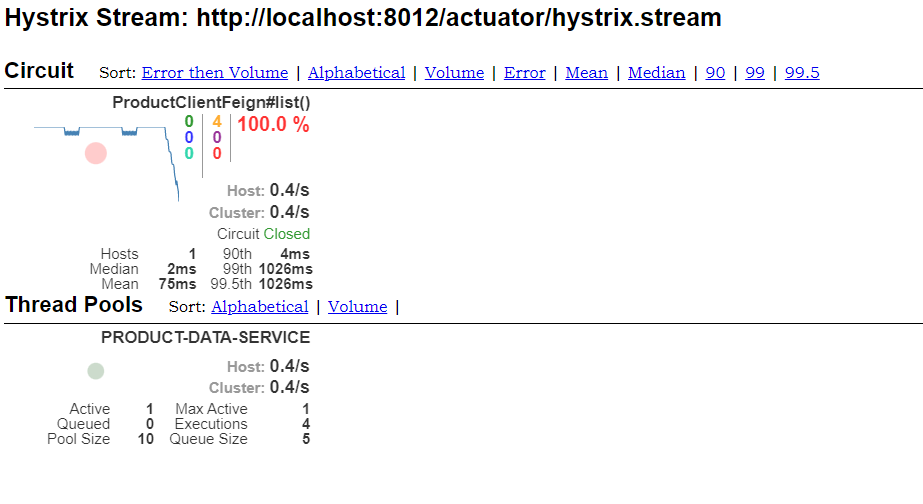 Hystrix Stream: http://localhost:8012/actuator/hystrix.stream
Circuit Sort: Error then Volume | Alphabetical | Volume | Error | Mean | Median | 90 | 99 | 99.5
ProductClientFeign#list()
0 4 100.0 %
0 0
0 0
Host: 0.4/s
Cluster: 0.4/s
Circuit Closed
Hosts 1 90th 4ms
Median 2ms 99th 1026ms
Mean 75ms 99.5th 1026ms
Thread Pools Sort: Alphabetical | Volume |
PRODUCT-DATA-SERVICE
Host: 0.4/s
Cluster: 0.4/s
Active 1 Max Active 1
Queued 0 Executions 4
Pool Size 10 Queue Size 5